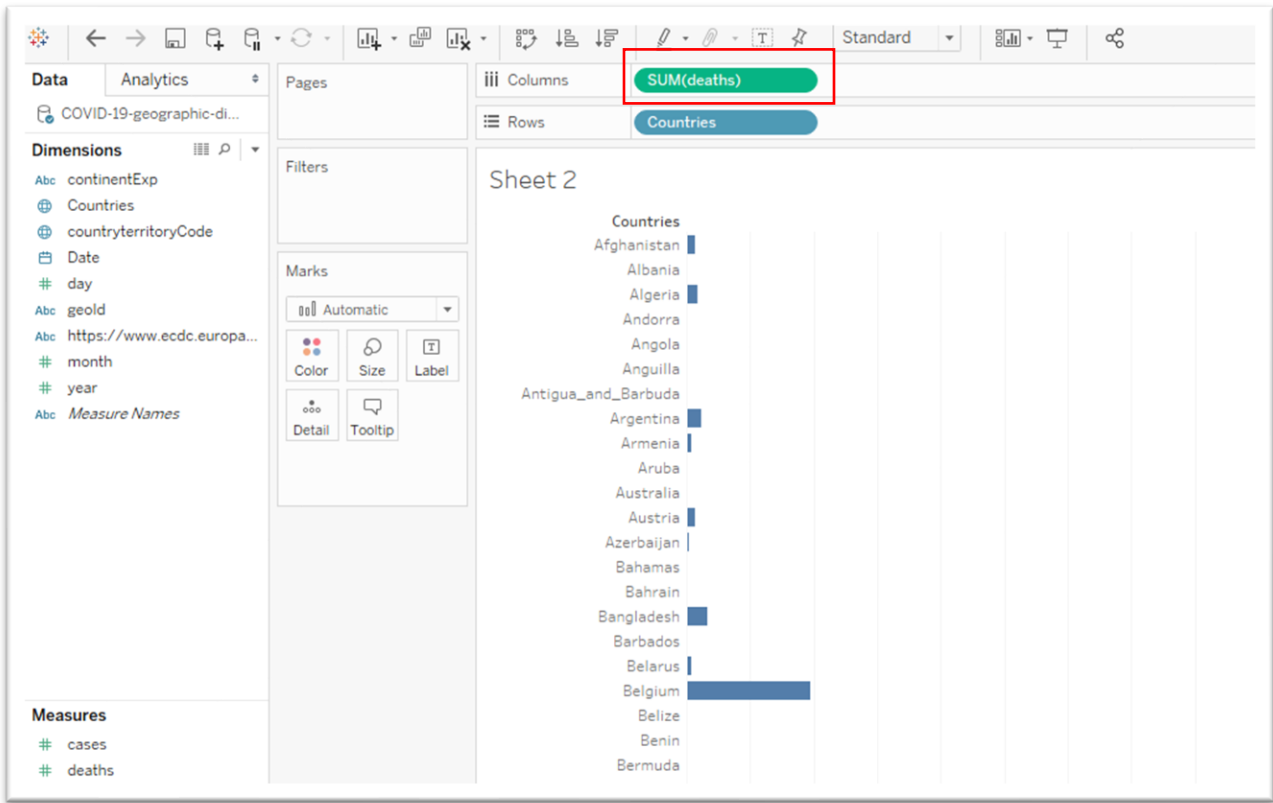 Standard
Data
Analytics
COVID-19-geographic-di...
Dimensions
Abc continentExp
Countries
countryterritoryCode
Date
# day
Abc geoId
Abc https://www.ecdc.europa...
# month
# year
Abc Measure Names
Measures
# cases
# deaths
Pages
Filters
Marks
Automatic
Color
Size
T
Label
Detail
Tooltip
Columns
SUM(deaths)
Rows
Countries
Sheet 2
Countries
Afghanistan
Albania
Algeria
Andorra
Angola
Anguilla
Antigua_and_Barbuda
Argentina
Armenia
Aruba
Australia
Austria
Azerbaijan
Bahamas
Bahrain
Bangladesh
Barbados
Belarus
Belgium
Belize
Benin
Bermuda